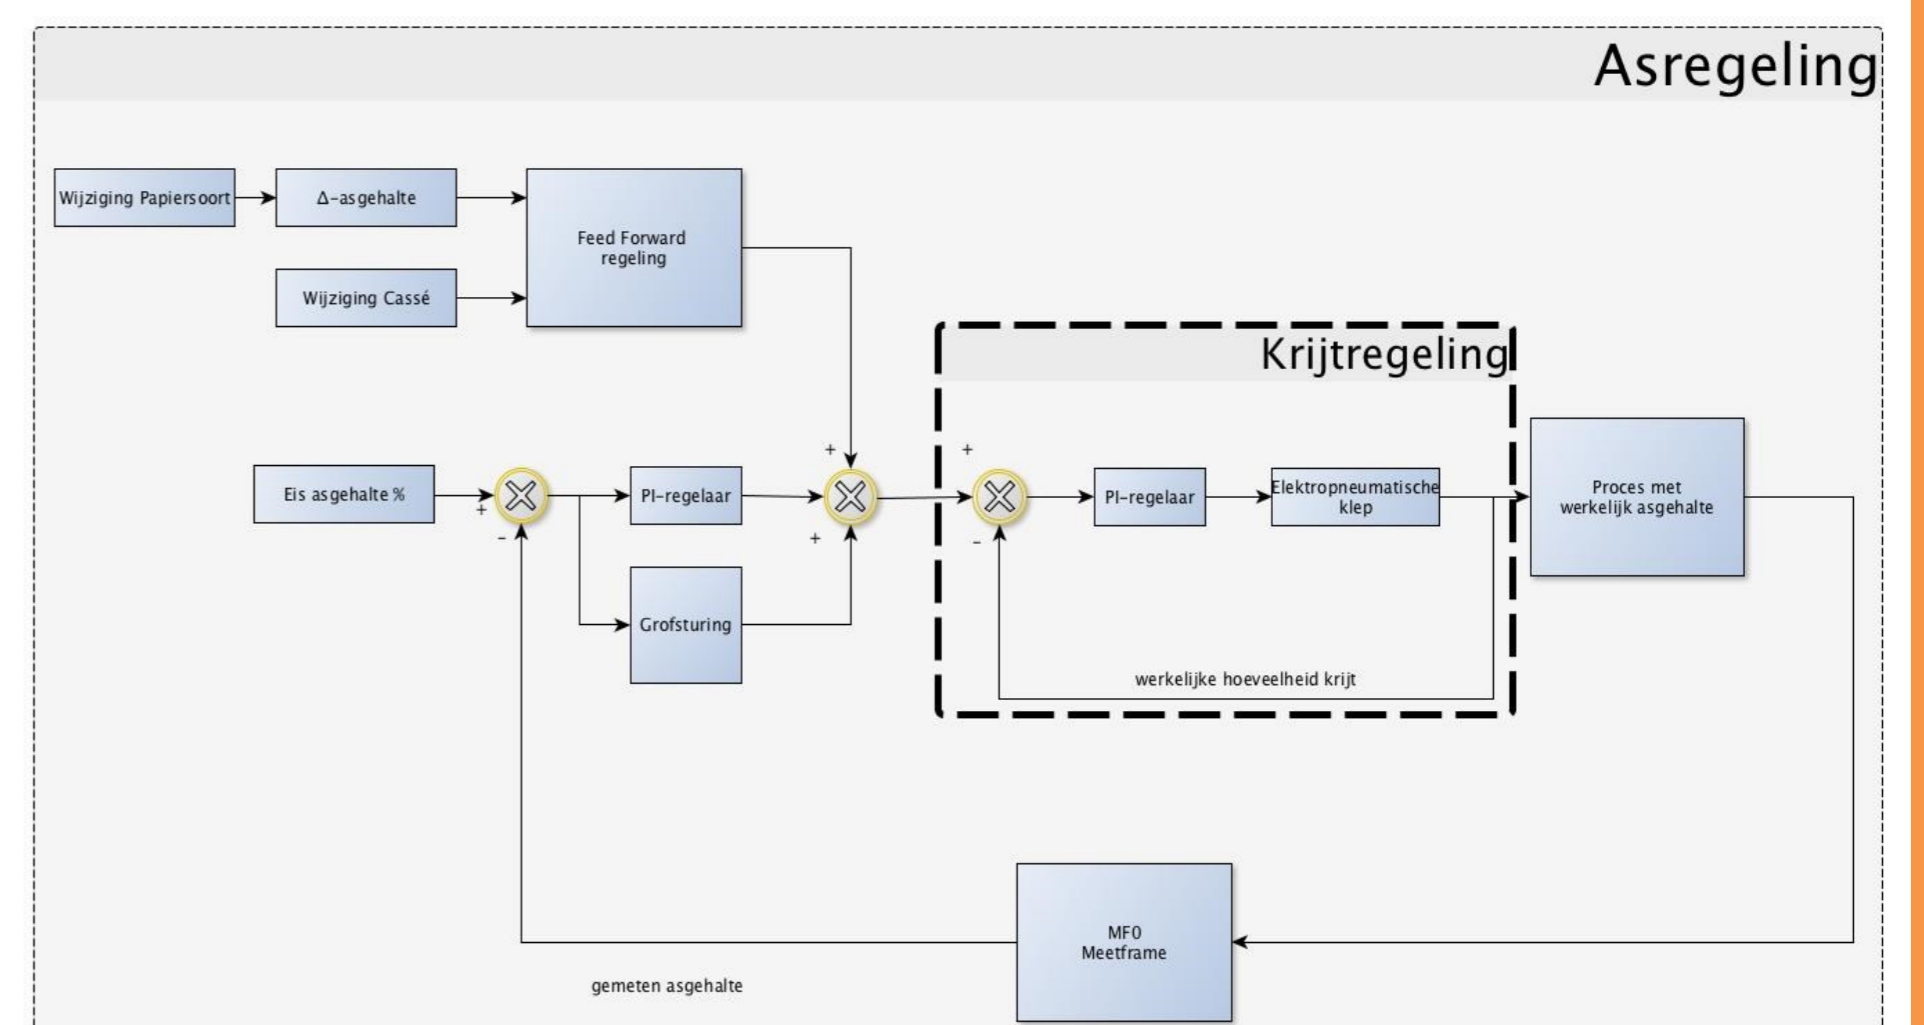 Asregeling
Wijziging Papiersoort
Δ-asgehalte
Feed Forward
regeling
Wijziging Cassé
Krijtregeling
+
+
Eis asgehalte %
+
-
PI-regelaar
+
-
PI-regelaar
Elektropneumatische
klep
Proces met
werkelijk asgehalte
Grofsturing
werkelijke hoeveelheid krijt
MF0
Meetframe
gemeten asgehalte